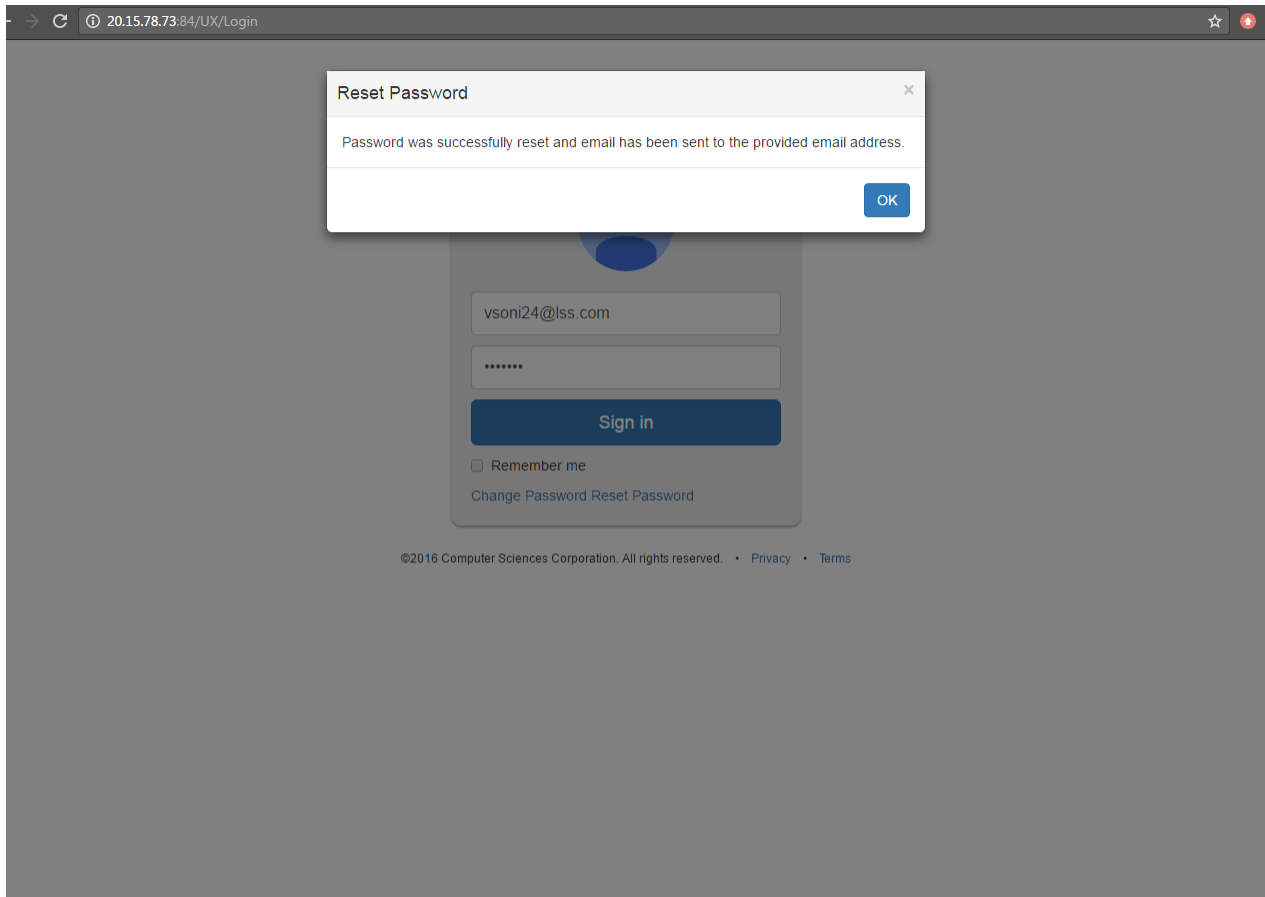 20.15.78.73:84/UX/Login
Reset Password ×
Password was successfully reset and email has been sent to the provided email address.
OK
vsoni24@lss.com
•••••••
Sign in
Remember me
Change Password Reset Password
©2016 Computer Sciences Corporation. All rights reserved. • Privacy • Terms